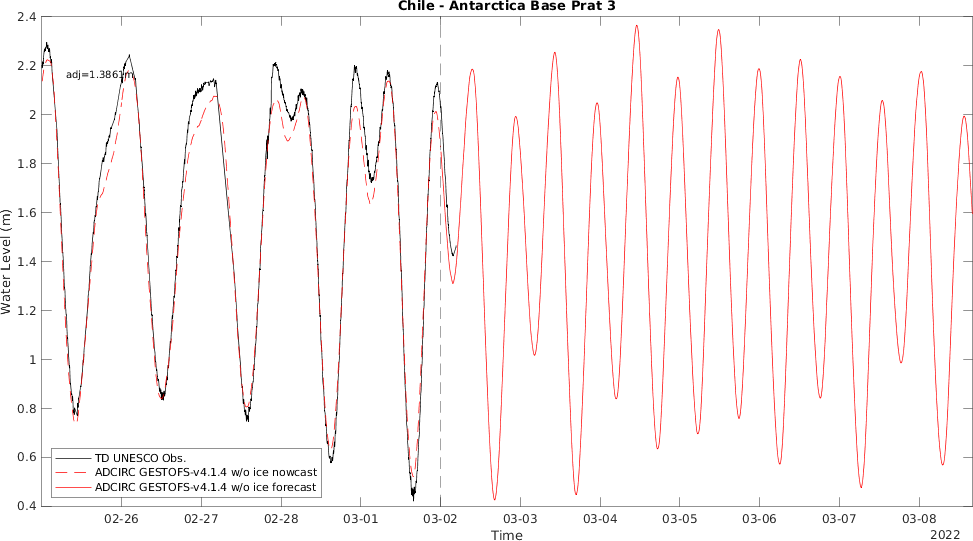 Chile - Antarctica Base Prat 3
2.4
2.2
2
1.8
1.6
1.4
1.2
1
0.8
0.6
0.4
Water Level (m)
adj=1.3861m
TD UNESCO Obs.
ADCIRC GESTOFS-v4.1.4 w/o ice nowcast
ADCIRC GESTOFS-v4.1.4 w/o ice forecast
02-26 02-27 02-28 03-01 03-02 03-03 03-04 03-05 03-06 03-07 03-08
Time
2022